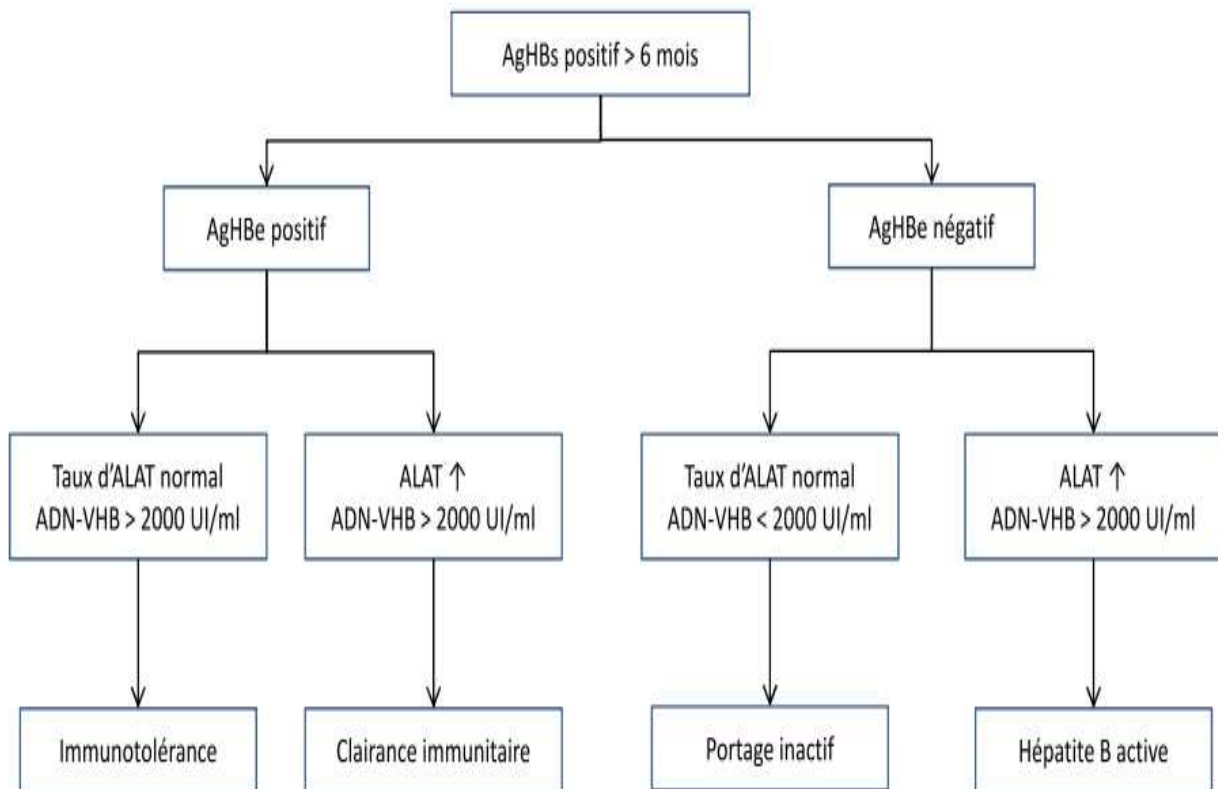 AgHBs positif > 6 mois
AgHBe positif
AgHBe négatif
Taux d'ALAT normal
ADN-VHB > 2000 UI/ml
ALAT ↑
ADN-VHB > 2000 UI/ml
Taux d'ALAT normal
ADN-VHB < 2000 UI/ml
ALAT ↑
ADN-VHB > 2000 UI/ml
Immunotolérance
Clairance immunitaire
Portage inactif
Hépatite B active